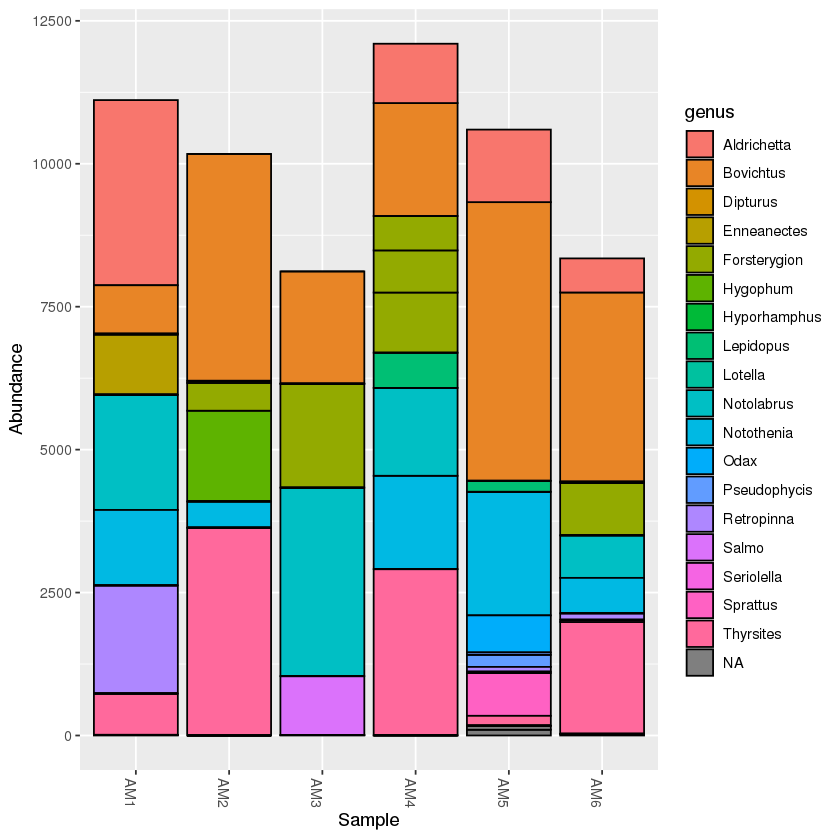 12500
10000
7500
5000
2500
0
Abundance
AM1
AM2
AM3
AM4
AM5
AM6
Sample
genus
Aldrichetta
Bovichtus
Dipturus
Enneanectes
Forsterygion
Hygophum
Hyporhamphus
Lepidopus
Lotella
Notolabrus
Notothenia
Odax
Pseudophycis
Retropinna
Salmo
Seriolella
Sprattus
Thyrsites
NA